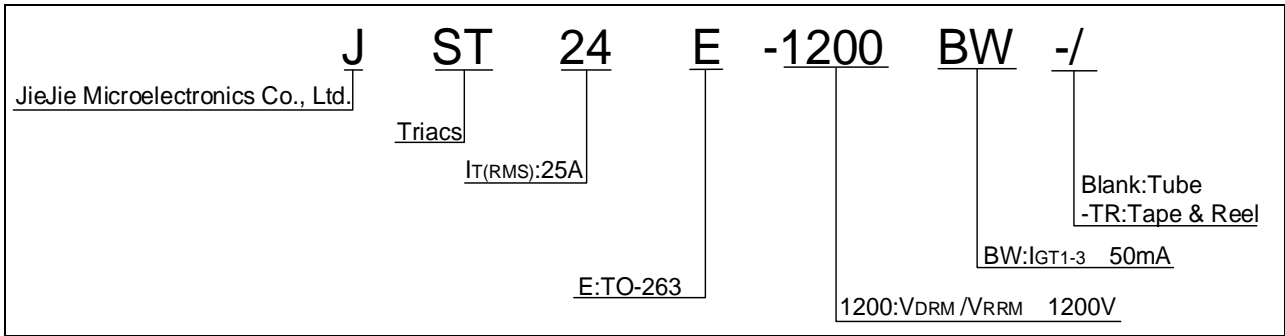 J ST 24 E -1200 BW -/
JieJie Microelectronics Co., Ltd.
Triacs
IT(RMS):25A
Blank:Tube
-TR:Tape & Reel
BW:IGT1-3 50mA
E:TO-263
1200:VDRM /VRRM 1200V